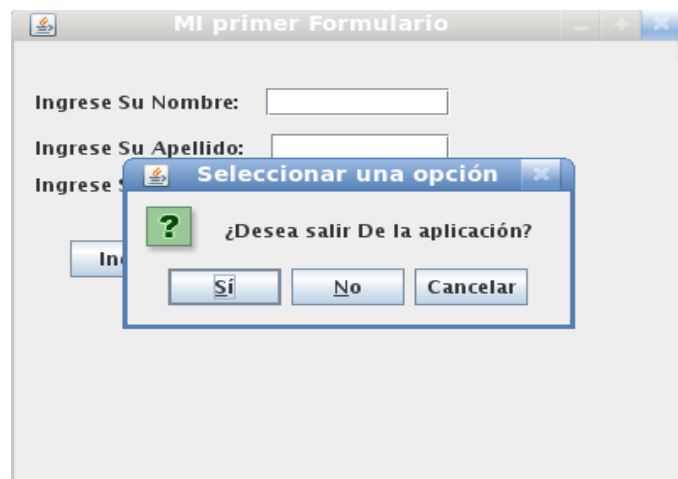 MI primer Formulario
Ingrese Su Nombre:
Ingrese Su Apellido:
Ingrese
Seleccionar una opción
?
¿Desea salir De la aplicación?
Sí No Cancelar